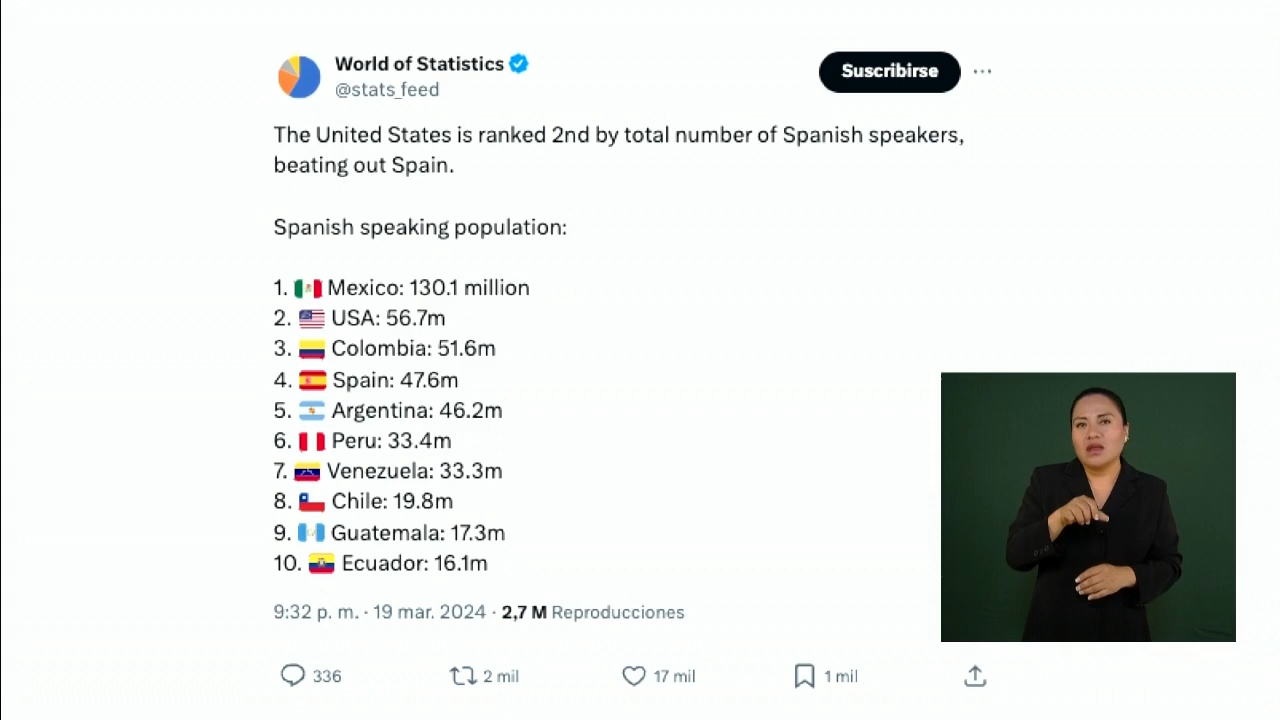 World of Statistics
@stats_feed
Suscribirse
The United States is ranked 2nd by total number of Spanish speakers,
beating out Spain.
Spanish speaking population:
1. 🇲🇽 Mexico: 130.1 million
2. 🇺🇸 USA: 56.7m
3. 🇨🇴 Colombia: 51.6m
4. 🇪🇸 Spain: 47.6m
5. 🇦🇷 Argentina: 46.2m
6. 🇵🇪 Peru: 33.4m
7. 🇻🇪 Venezuela: 33.3m
8. 🇨🇱 Chile: 19.8m
9. 🇬🇹 Guatemala: 17.3m
10. 🇪🇨 Ecuador: 16.1m
9:32 p. m. · 19 mar. 2024 · 2,7 M Reproducciones
336 2 mil 17 mil 1 mil